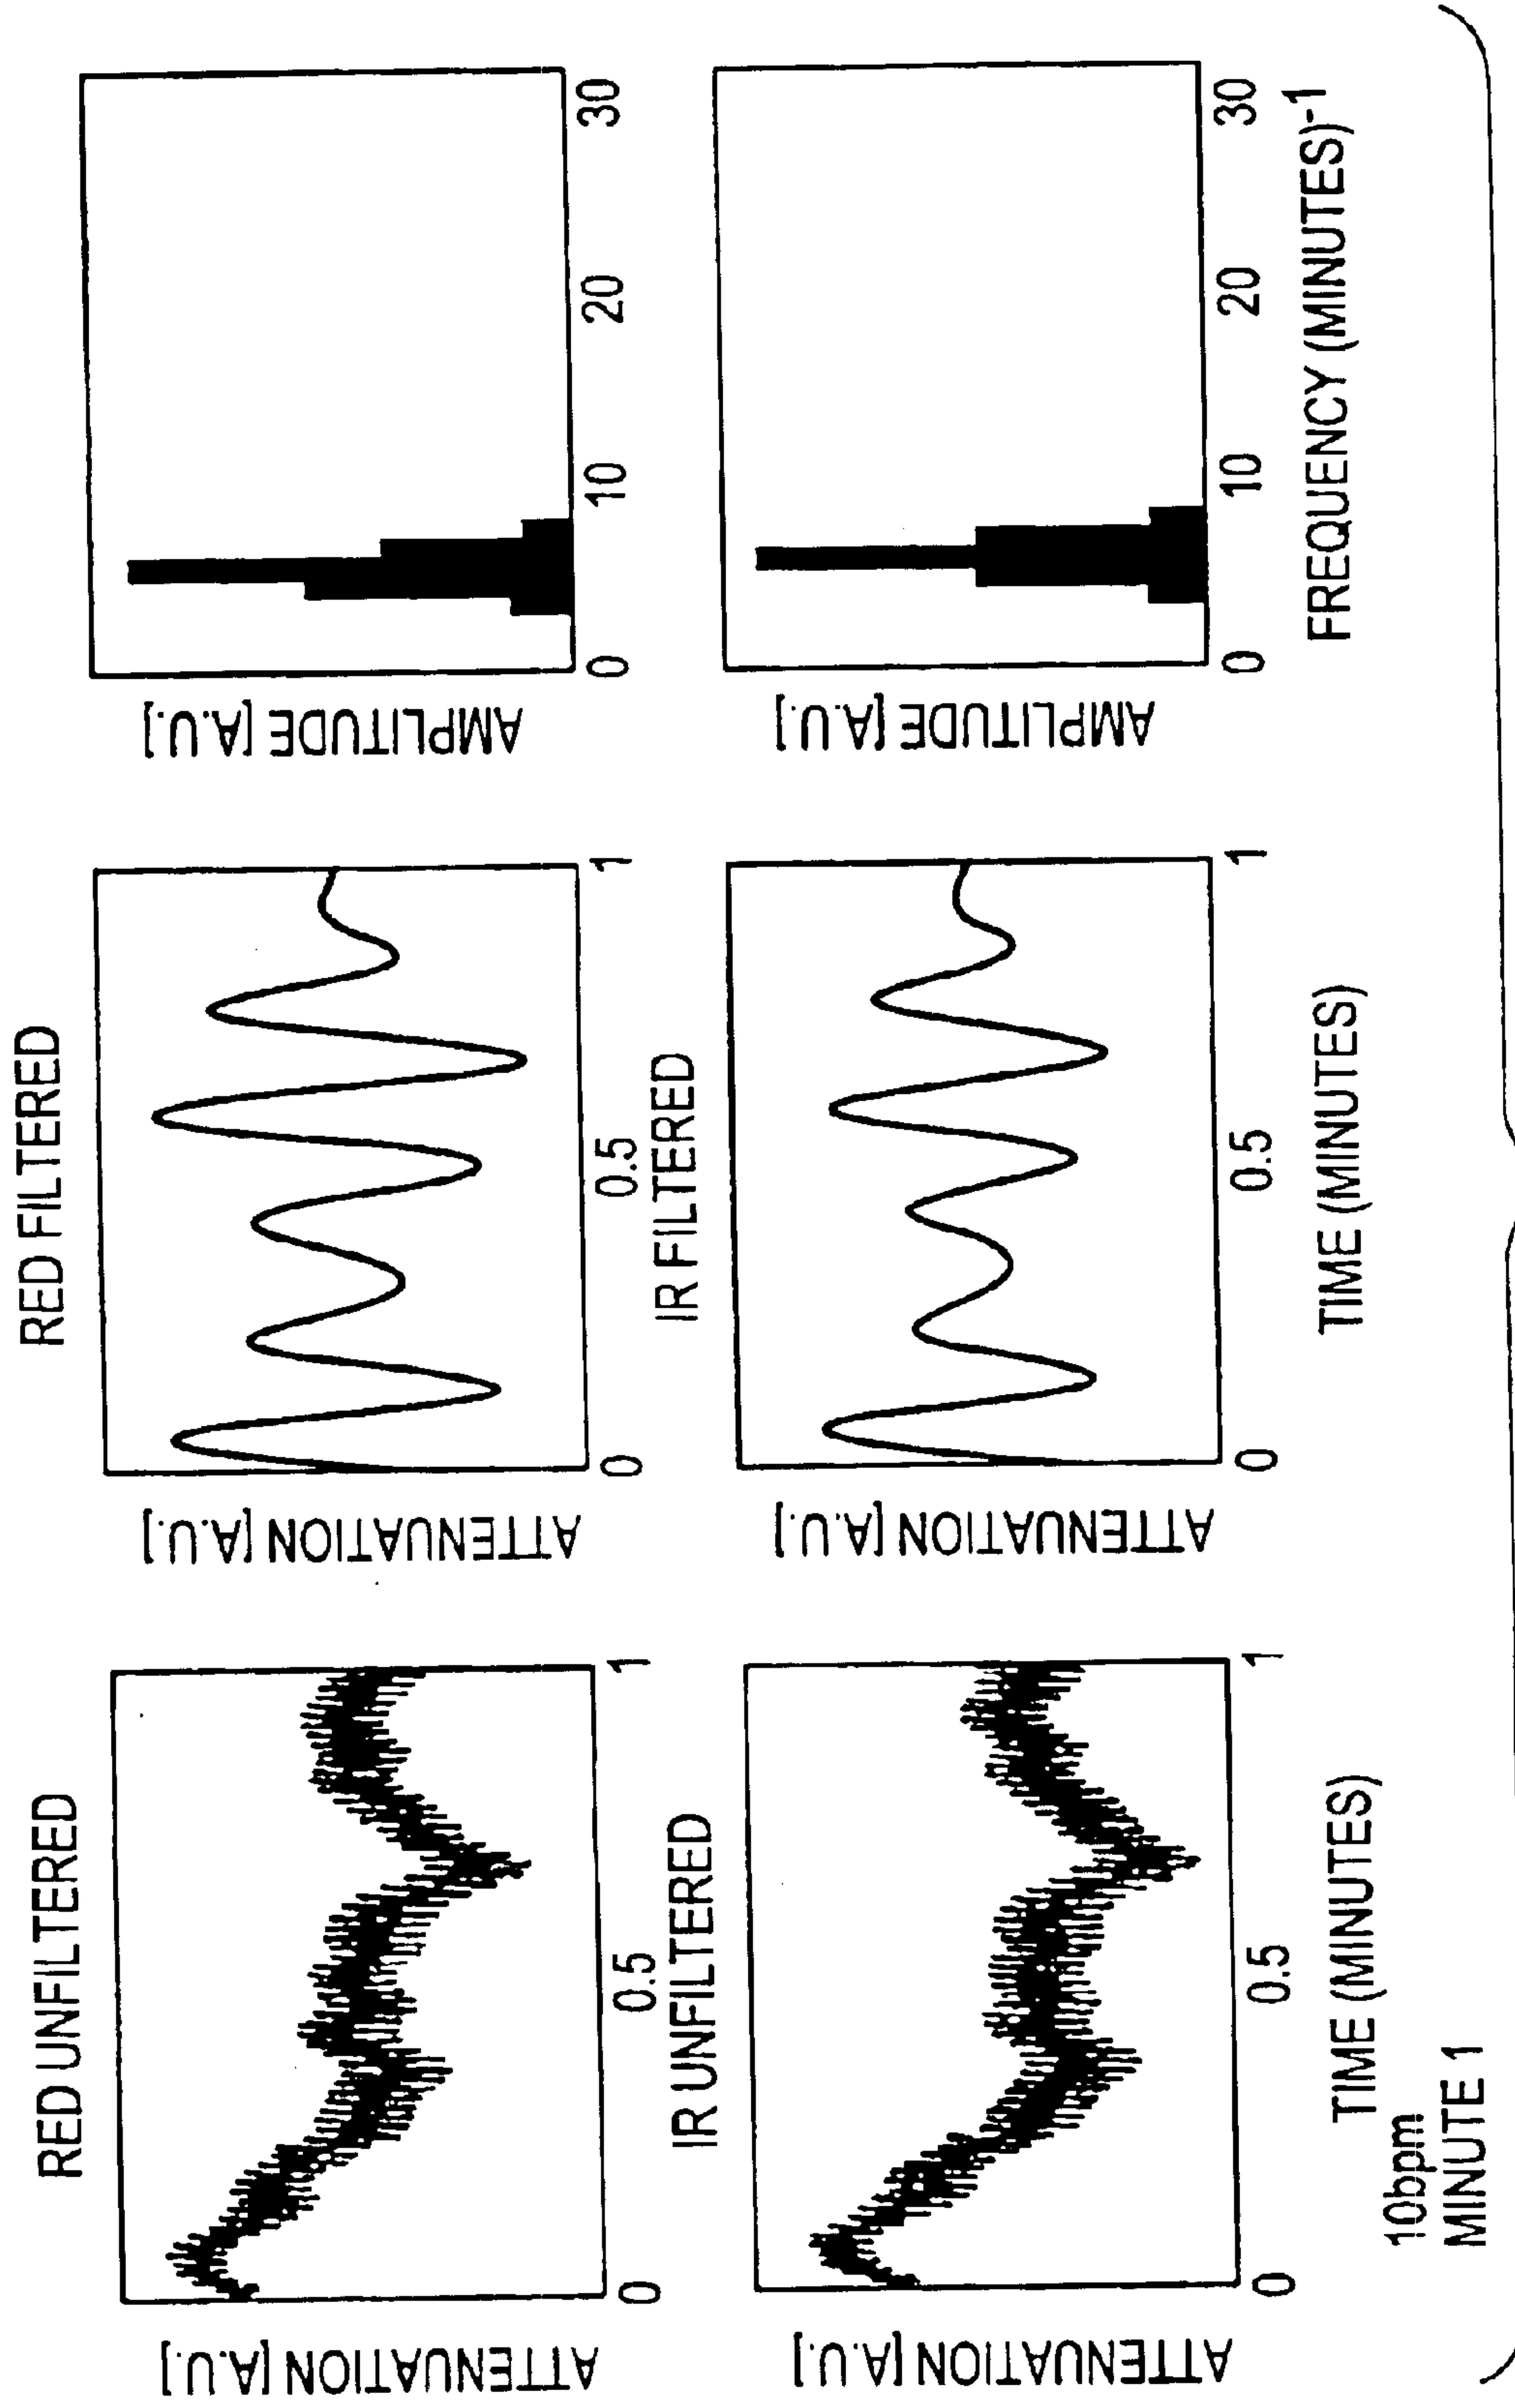 RED UNFILTERED
ATTENUATION [A.U.]
0
0.5
1
RED FILTERED
ATTENUATION [A.U.]
0
0.5
1
AMPLITUDE [A.U.]
0
10
20
30
IR UNFILTERED
ATTENUATION [A.U.]
0
0.5
1
TIME (MINUTES)
IR FILTERED
ATTENUATION [A.U.]
0
0.5
1
TIME (MINUTES)
AMPLITUDE [A.U.]
0
10
20
30
FREQUENCY (MINUTES)-1
10bpm
MINUTE 1